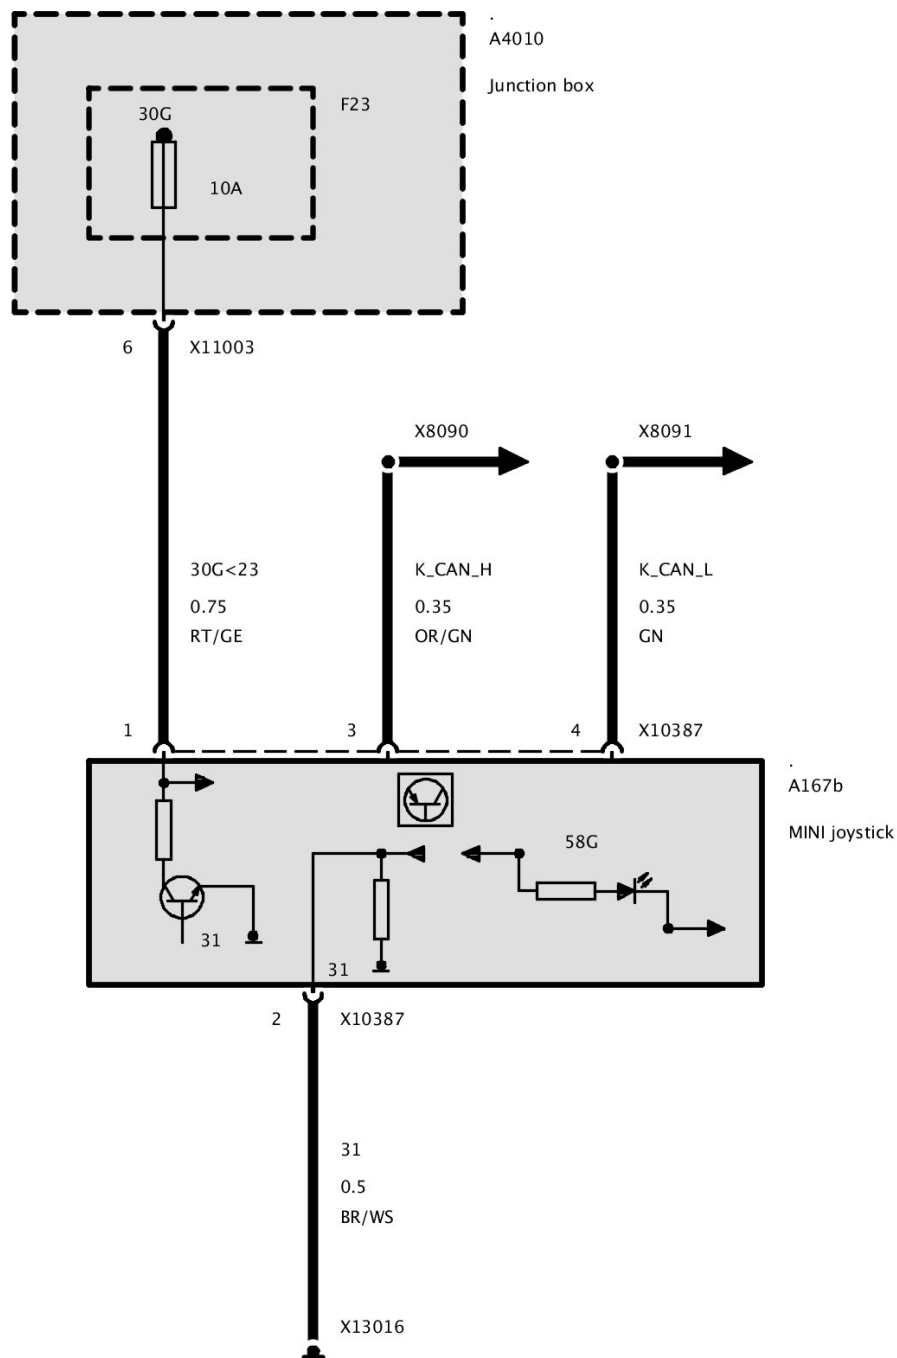 .
A4010
Junction box
F23
30G
10A
6 X11003
X8090
X8091
30G<23
0.75
RT/GE
K_CAN_H
0.35
OR/GN
K_CAN_L
0.35
GN
1 3 4 X10387
.
A167b
MINI joystick
58G
31
31
2 X10387
31
0.5
BR/WS
X13016